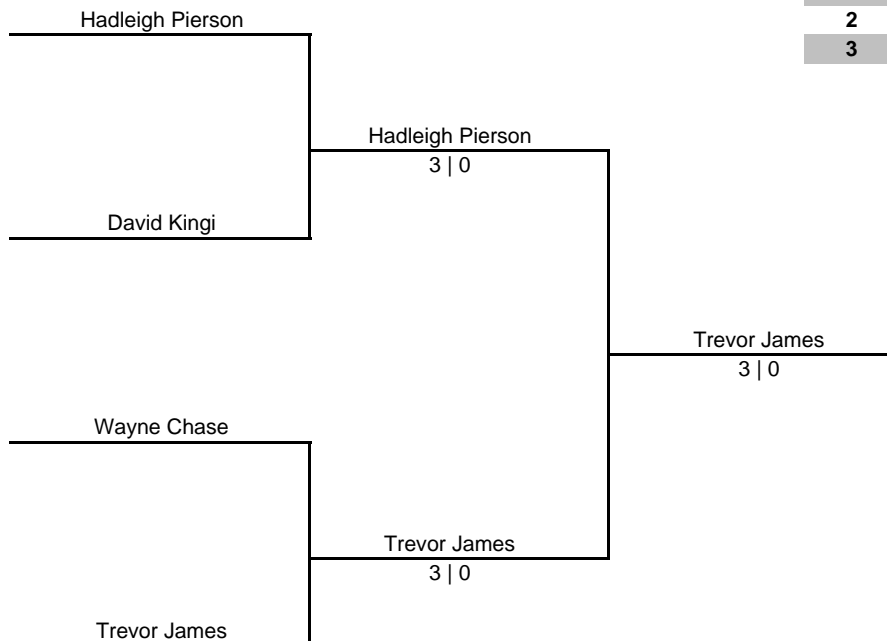 Hadleigh Pierson
2
3
Hadleigh Pierson
3 | 0
David Kingi
Trevor James
3 | 0
Wayne Chase
Trevor James
3 | 0
Trevor James